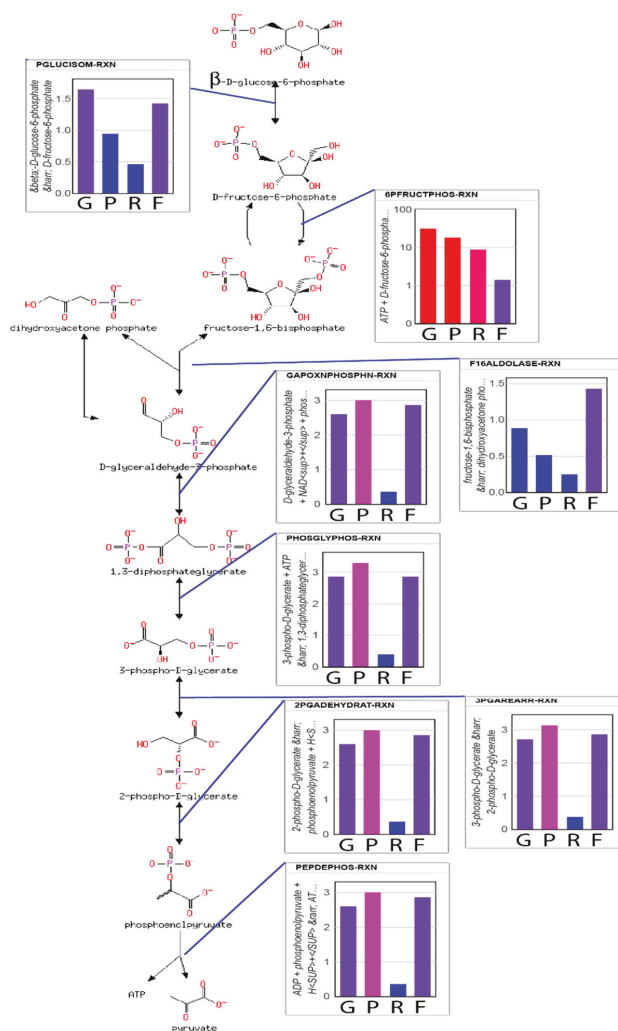 β-D-glucose-6-phosphate
PGLUCISOM-RXN
&beta;-D-glucose-6-phosphate
&harr; D-fructose-6-phosphate
1.5
1.0
0.5
0.0
G P R F
D-fructose-6-phosphate
6PFRUCTPHOS-RXN
ATP + D-fructose-6-phospha...
100
10
1
0
G P R F
dihydroxyacetone phosphate
fructose-1,6-bisphosphate
F16ALDOLASE-RXN
fructose-1,6-bisphosphate
&harr; dihydroxyacetone pho...
1.5
1.0
0.5
0.0
G P R F
GAPOXNPHOSPHN-RXN
D-glyceraldehyde-3-phosphate
+ NAD<sup>+</sup> + phos...
3
2
1
0
G P R F
D-glyceraldehyde-3-phosphate
PHOSGLYPHOS-RXN
3-phospho-D-glycerate + ATP
&harr; 1,3-diphosphateglycer...
3
2
1
0
G P R F
1,3-diphosphateglycerate
3-phospho-D-glycerate
2PGADEHYDRAT-RXN
2-phospho-D-glycerate &harr;
phosphoenolpyruvate + H<S...
3
2
1
0
G P R F
3PGAREARR-RXN
3-phospho-D-glycerate &harr;
2-phospho-D-glycerate
3
2
1
0
G P R F
2-phospho-D-glycerate
PEPDEPHOS-RXN
ADP + phosphoenolpyruvate +
H<SUP>+</SUP> &rarr; AT...
3
2
1
0
G P R F
phosphoenolpyruvate
ATP
pyruvate